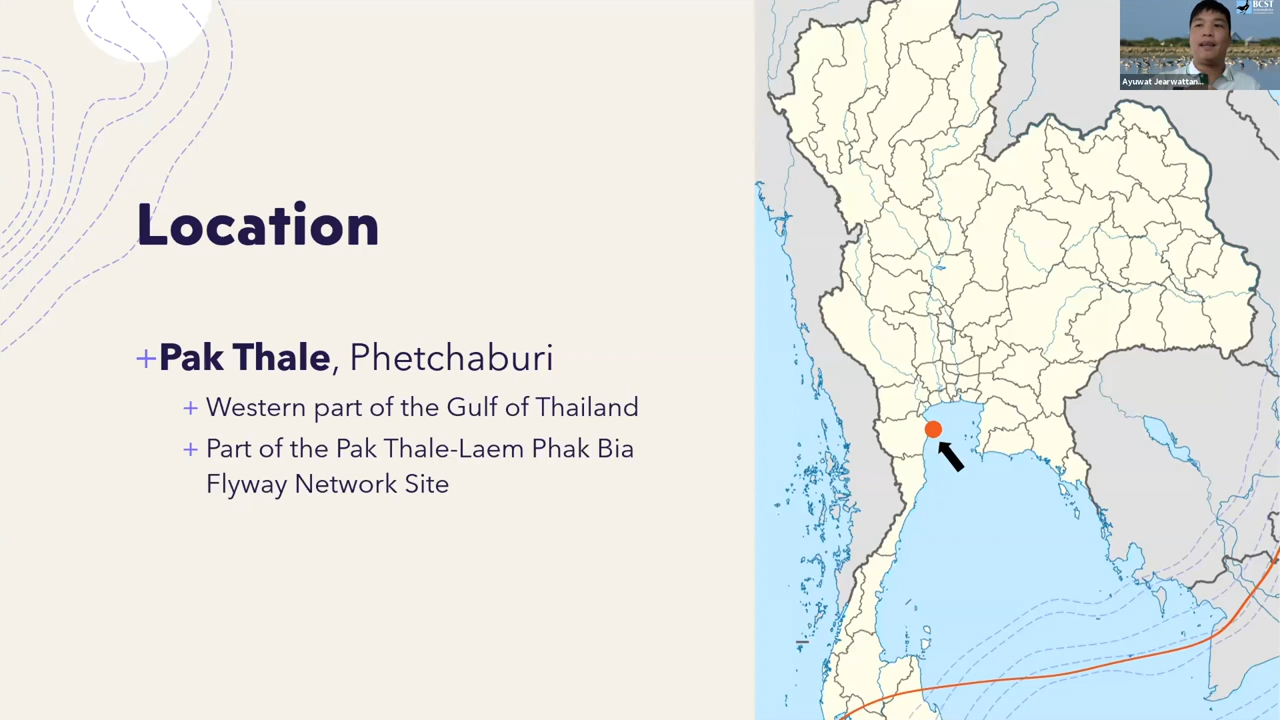 BCST
Ayuwat Jearwattan...
Location
+Pak Thale, Phetchaburi
+ Western part of the Gulf of Thailand
+ Part of the Pak Thale-Laem Phak Bia
Flyway Network Site